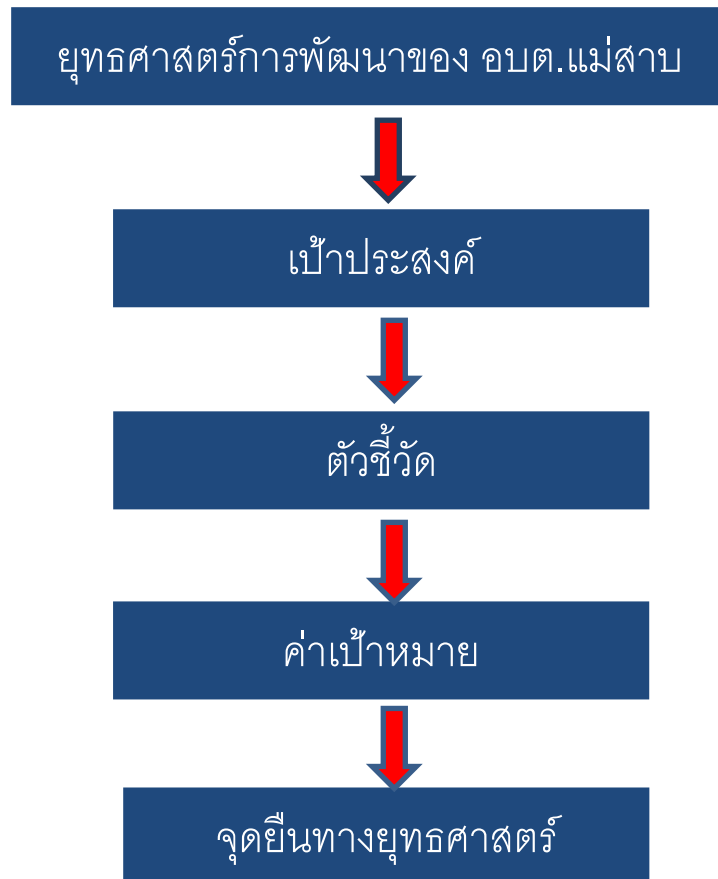 ยุทธศาสตร์การพัฒนาของ อบต.แม่สาบ
เป้าประสงค์
ตัวชี้วัด
ค่าเป้าหมาย
จุดยืนทางยุทธศาสตร์